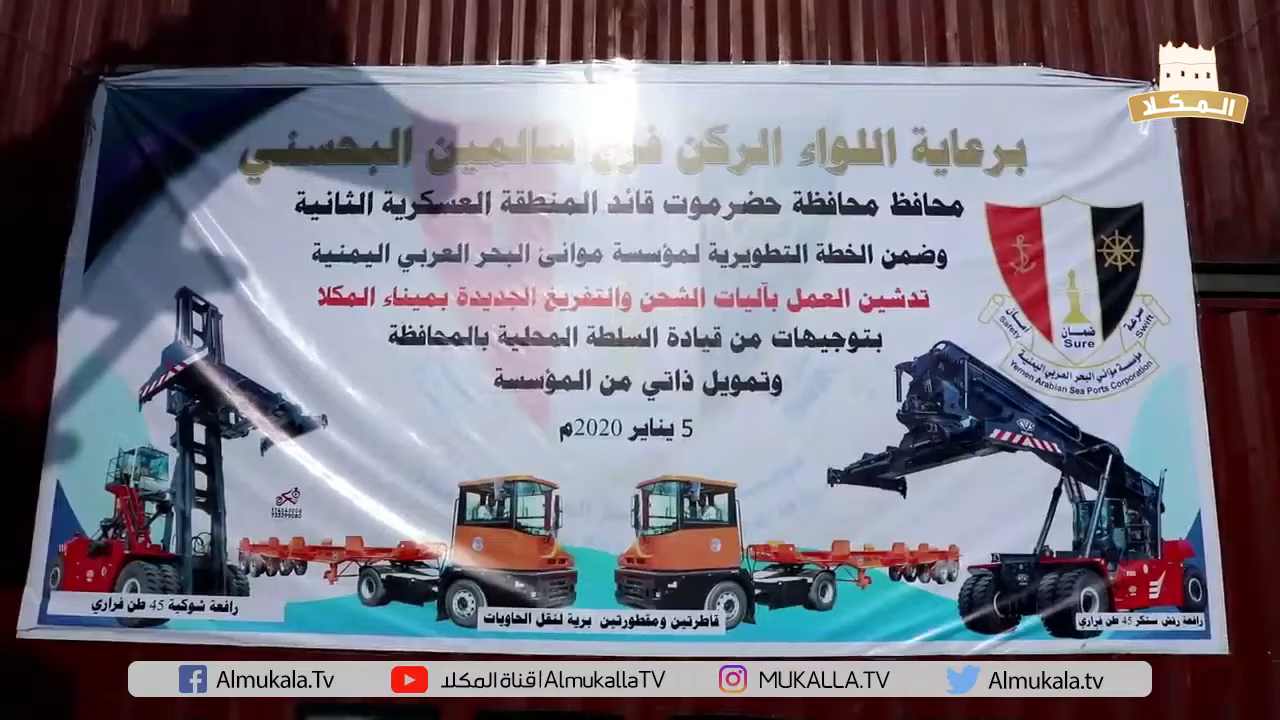 المكلا
برعاية اللواء الركن فرج سالمين البحسني
محافظ محافظة حضرموت قائد المنطقة العسكرية الثانية
وضمن الخطة التطويرية لمؤسسة موانئ البحر العربي اليمنية
تدشين العمل بآليات الشحن والتفريغ الجديدة بميناء المكلا
بتوجيهات من قيادة السلطة المحلية بالمحافظة
وتمويل ذاتي من المؤسسة
5 يناير 2020م
أمان
Safety
ضمان
Sure
سرعة
Swift
مؤسسة موانئ البحر العربي اليمنية
Yemen Arabian Sea Ports Corporation
رافعة شوكية 45 طن فراري
قاطرتين ومقطورتين برية لنقل الحاويات
رافعة رتش ستكر 45 طن فراري
Almukala.Tv
قناة المكلا|AlmukallaTV
MUKALLA.TV
Almukala.tv